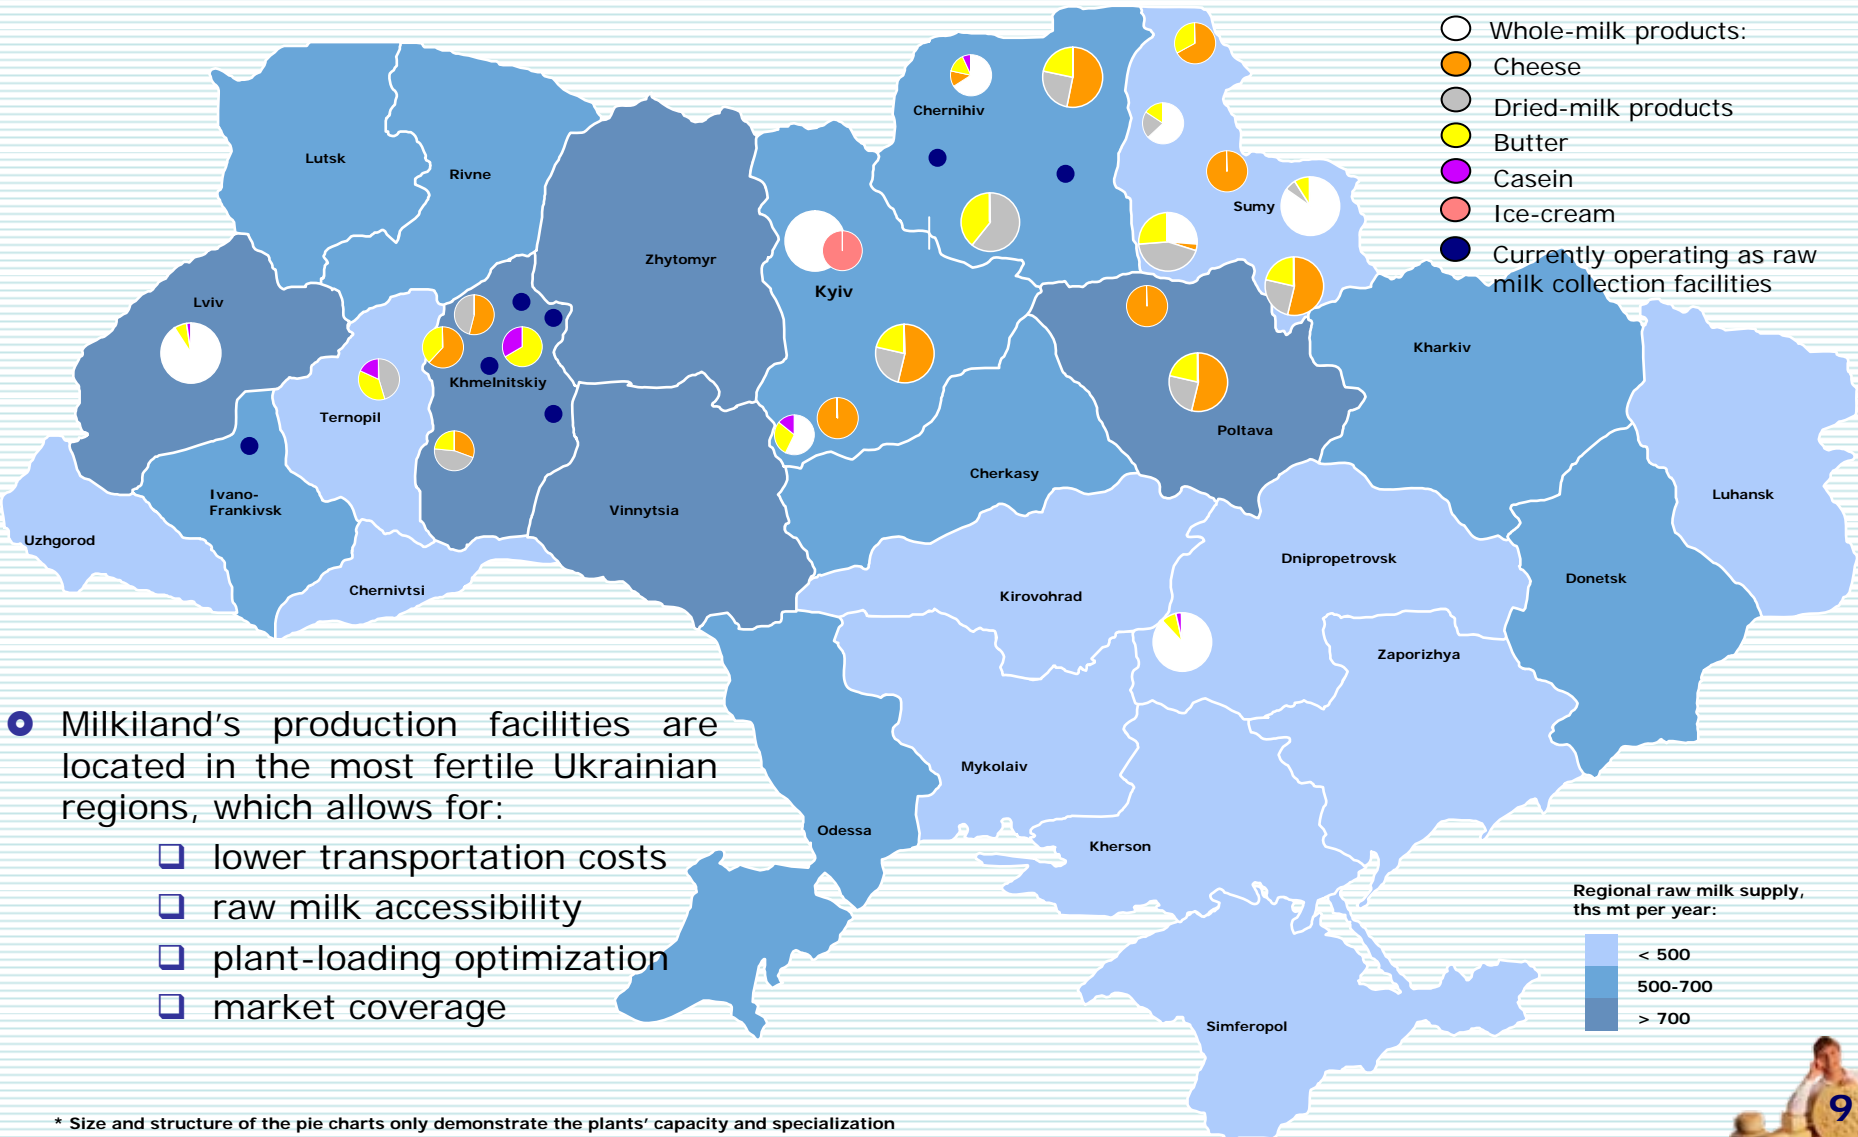 Whole-milk products:
Cheese
Dried-milk products
Butter
Casein
Ice-cream
Currently operating as raw
milk collection facilities
Chernihiv
Lutsk
Rivne
Sumy
Zhytomyr
Kyiv
Lviv
Kharkiv
Khmelnitskiy
Ternopil
Poltava
Cherkasy
Ivano-
Frankivsk
Luhansk
Vinnytsia
Uzhgorod
Dnipropetrovsk
Donetsk
Chernivtsi
Kirovohrad
Zaporizhya
Mykolaiv
Odessa
Kherson
Simferopol
Milkiland’s production facilities are
located in the most fertile Ukrainian
regions, which allows for:
lower transportation costs
raw milk accessibility
plant-loading optimization
market coverage
Regional raw milk supply,
ths mt per year:
< 500
500-700
> 700
* Size and structure of the pie charts only demonstrate the plants’ capacity and specialization
9